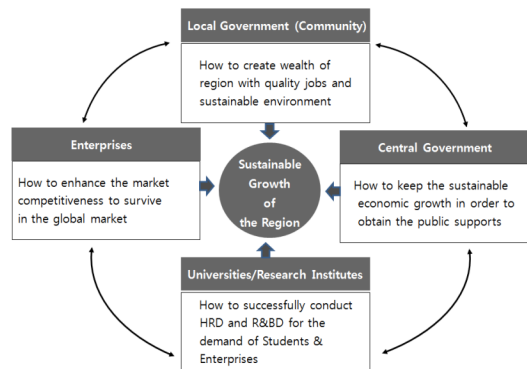 Local Government (Community)
How to create wealth of
region with quality jobs and
sustainable environment
Enterprises
How to enhance the market
competitiveness to survive
in the global market
Sustainable
Growth
of
the Region
Central Government
How to keep the sustainable
economic growth in order to
obtain the public supports
Universities/Research Institutes
How to successfully conduct
HRD and R&BD for the
demand of Students &
Enterprises